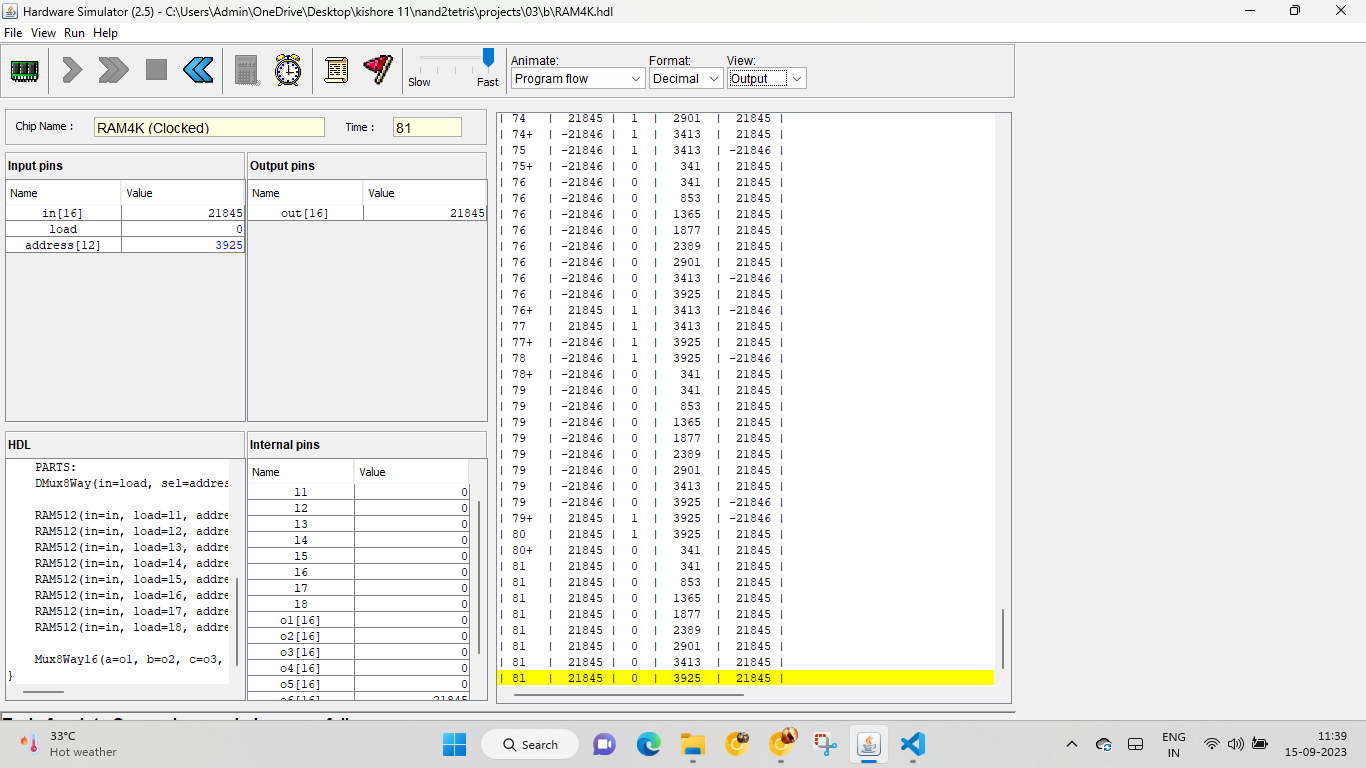 Hardware Simulator (2.5) - C:\Users\Admin\OneDrive\Desktop\kishore 11\nand2tetris\projects\03\b\RAM4K.hdl
File View Run Help
Slow Fast
Animate: Format: View:
Program flow Decimal Output
Chip Name : RAM4K (Clocked) Time : 81
Input pins
Name Value
in[16] 21845
load 0
address[12] 3925
Output pins
Name Value
out[16] 21845
HDL
PARTS:
DMux8Way(in=load, sel=addres
RAM512(in=in, load=l1, addre
RAM512(in=in, load=l2, addre
RAM512(in=in, load=l3, addre
RAM512(in=in, load=l4, addre
RAM512(in=in, load=l5, addre
RAM512(in=in, load=l6, addre
RAM512(in=in, load=l7, addre
RAM512(in=in, load=l8, addre
Mux8Way16(a=o1, b=o2, c=o3,
}
Internal pins
Name Value
l1 0
l2 0
l3 0
l4 0
l5 0
l6 0
l7 0
l8 0
o1[16] 0
o2[16] 0
o3[16] 0
o4[16] 0
o5[16] 0
o6[16] 21845
| 74 | 21845 | 1 | 2901 | 21845 |
| 74+ | -21846 | 1 | 3413 | 21845 |
| 75 | -21846 | 1 | 3413 | -21846 |
| 75+ | -21846 | 0 | 341 | 21845 |
| 76 | -21846 | 0 | 341 | 21845 |
| 76 | -21846 | 0 | 853 | 21845 |
| 76 | -21846 | 0 | 1365 | 21845 |
| 76 | -21846 | 0 | 1877 | 21845 |
| 76 | -21846 | 0 | 2389 | 21845 |
| 76 | -21846 | 0 | 2901 | 21845 |
| 76 | -21846 | 0 | 3413 | -21846 |
| 76 | -21846 | 0 | 3925 | 21845 |
| 76+ | 21845 | 1 | 3413 | -21846 |
| 77 | 21845 | 1 | 3413 | 21845 |
| 77+ | -21846 | 1 | 3925 | 21845 |
| 78 | -21846 | 1 | 3925 | -21846 |
| 78+ | -21846 | 0 | 341 | 21845 |
| 79 | -21846 | 0 | 341 | 21845 |
| 79 | -21846 | 0 | 853 | 21845 |
| 79 | -21846 | 0 | 1365 | 21845 |
| 79 | -21846 | 0 | 1877 | 21845 |
| 79 | -21846 | 0 | 2389 | 21845 |
| 79 | -21846 | 0 | 2901 | 21845 |
| 79 | -21846 | 0 | 3413 | 21845 |
| 79 | -21846 | 0 | 3925 | -21846 |
| 79+ | 21845 | 1 | 3925 | -21846 |
| 80 | 21845 | 1 | 3925 | 21845 |
| 80+ | 21845 | 0 | 341 | 21845 |
| 81 | 21845 | 0 | 341 | 21845 |
| 81 | 21845 | 0 | 853 | 21845 |
| 81 | 21845 | 0 | 1365 | 21845 |
| 81 | 21845 | 0 | 1877 | 21845 |
| 81 | 21845 | 0 | 2389 | 21845 |
| 81 | 21845 | 0 | 2901 | 21845 |
| 81 | 21845 | 0 | 3413 | 21845 |
| 81 | 21845 | 0 | 3925 | 21845 |
33°C
Hot weather
Search
ENG
IN
11:39
15-09-2023